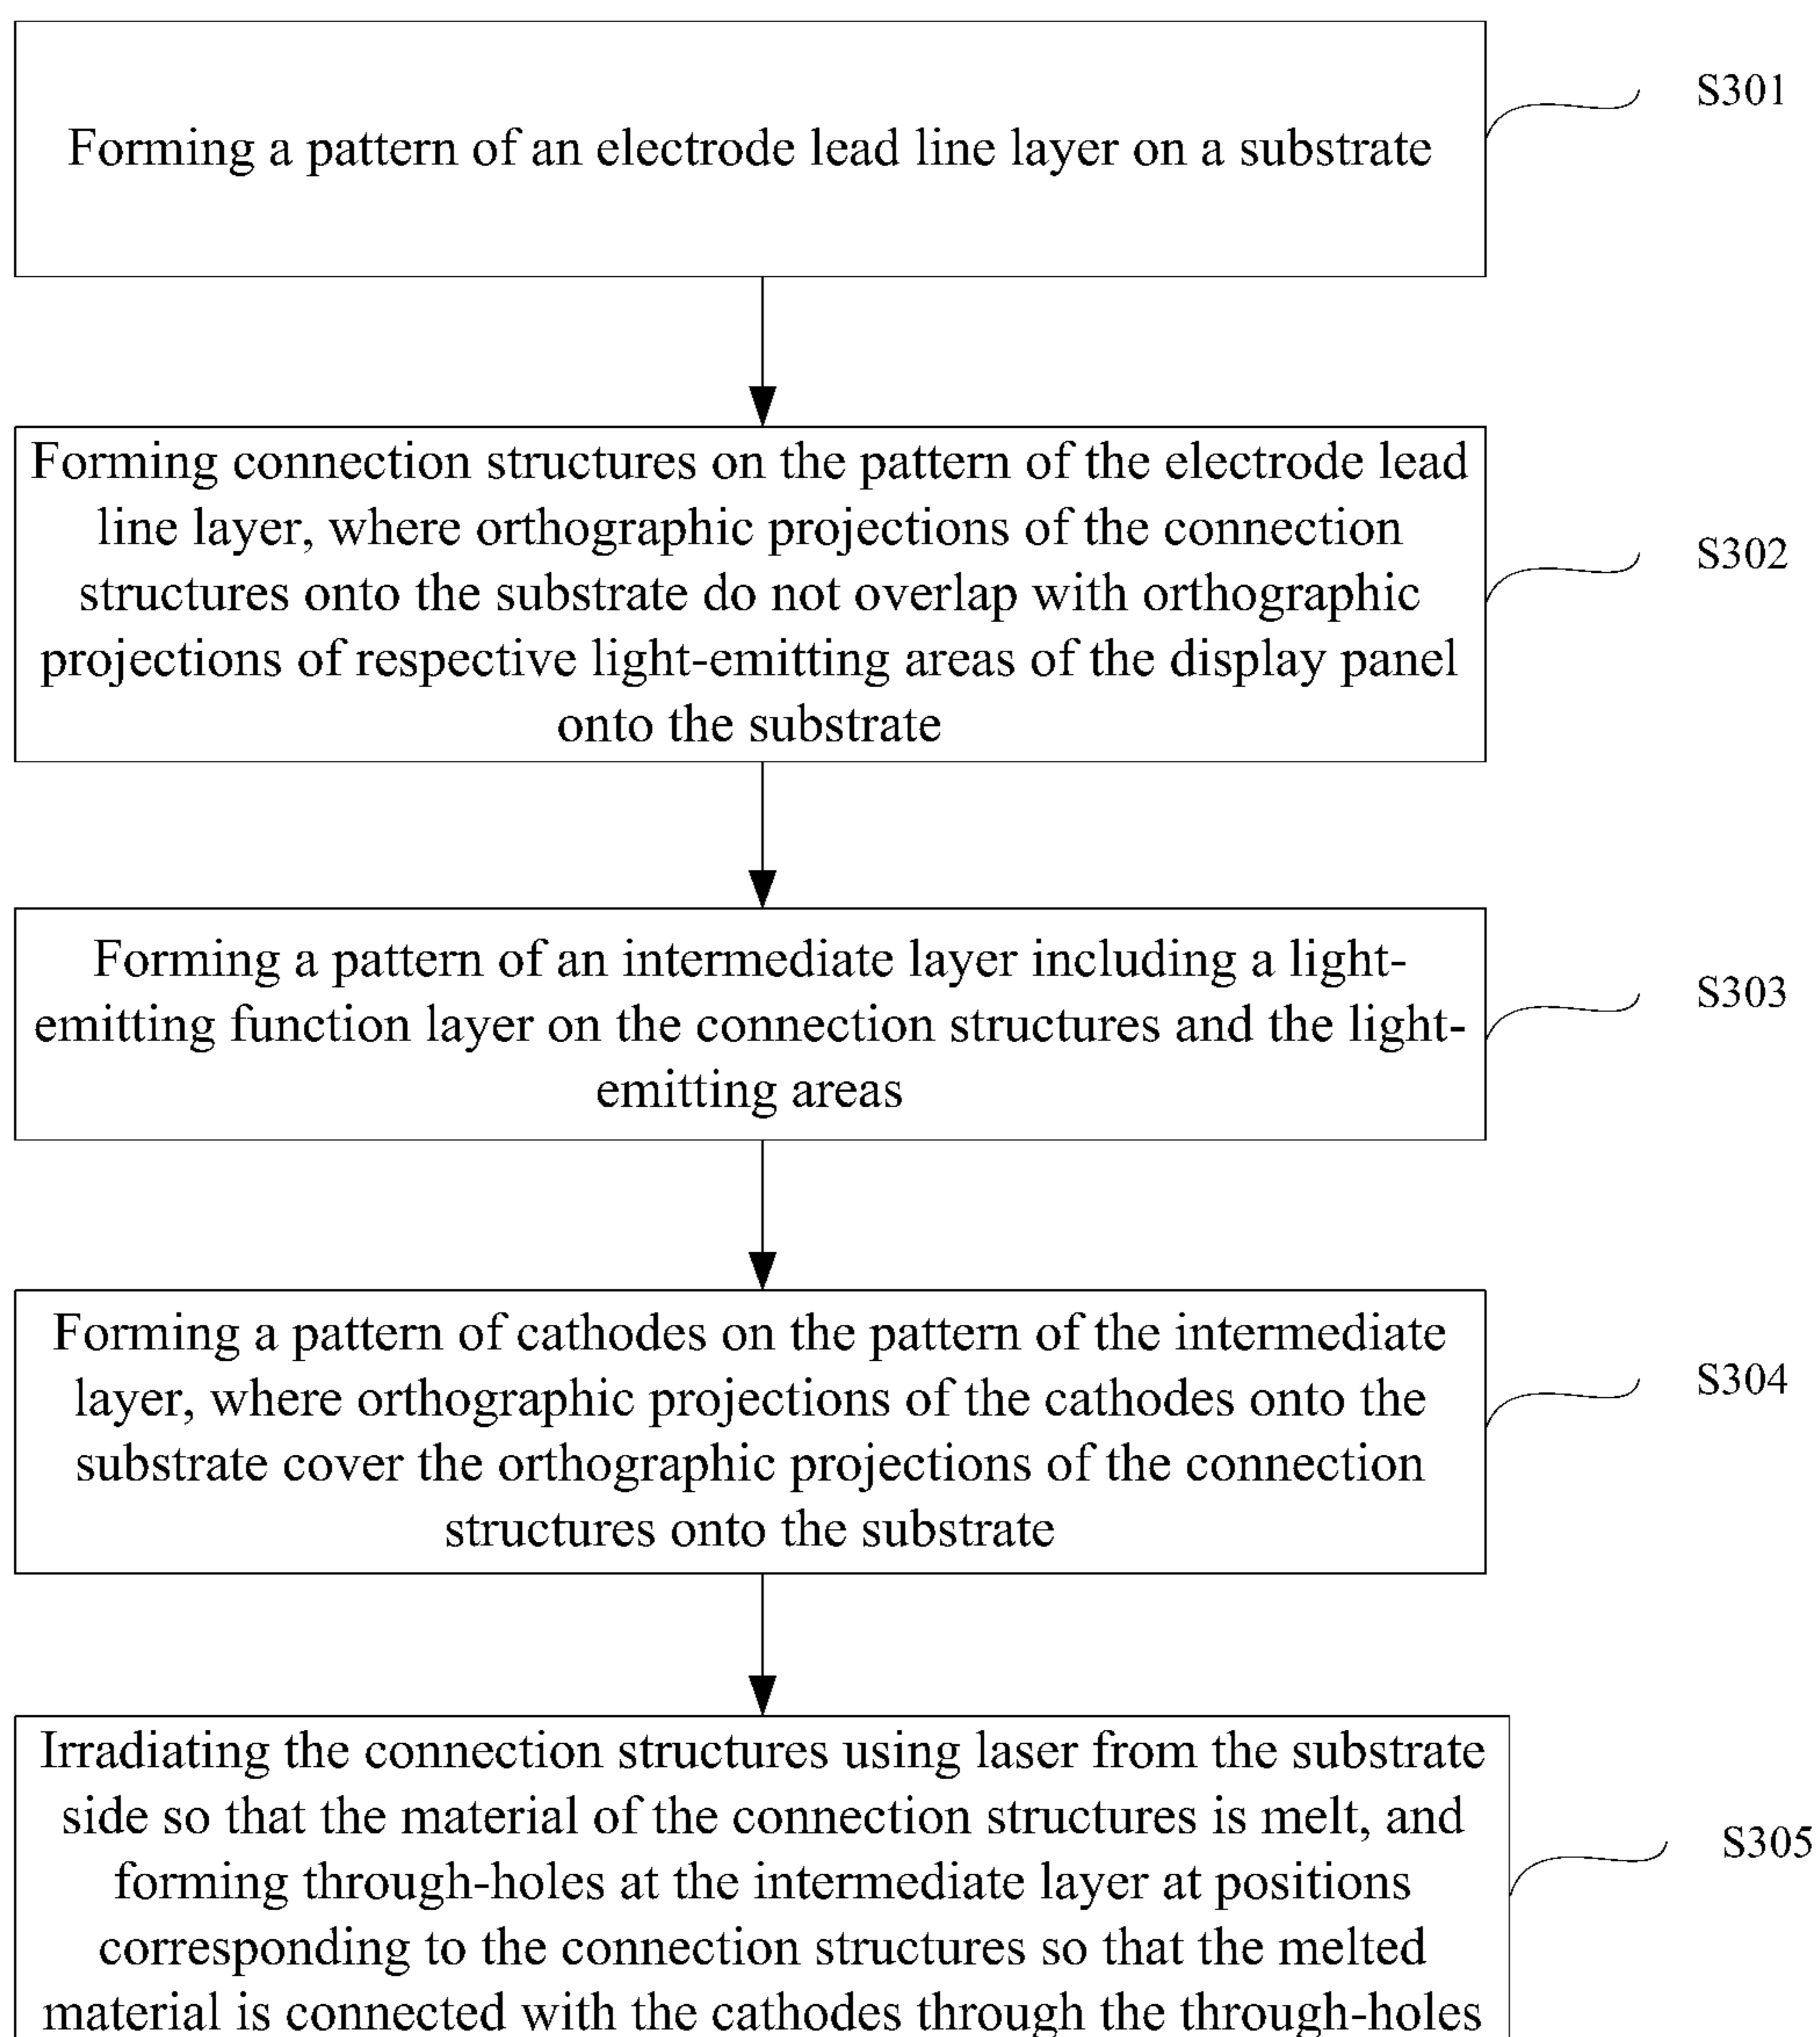 Forming a pattern of an electrode lead line layer on a substrate
S301
Forming connection structures on the pattern of the electrode lead
line layer, where orthographic projections of the connection
structures onto the substrate do not overlap with orthographic
projections of respective light-emitting areas of the display panel
onto the substrate
S302
Forming a pattern of an intermediate layer including a light-
emitting function layer on the connection structures and the light-
emitting areas
S303
Forming a pattern of cathodes on the pattern of the intermediate
layer, where orthographic projections of the cathodes onto the
substrate cover the orthographic projections of the connection
structures onto the substrate
S304
Irradiating the connection structures using laser from the substrate
side so that the material of the connection structures is melt, and
forming through-holes at the intermediate layer at positions
corresponding to the connection structures so that the melted
material is connected with the cathodes through the through-holes
S305